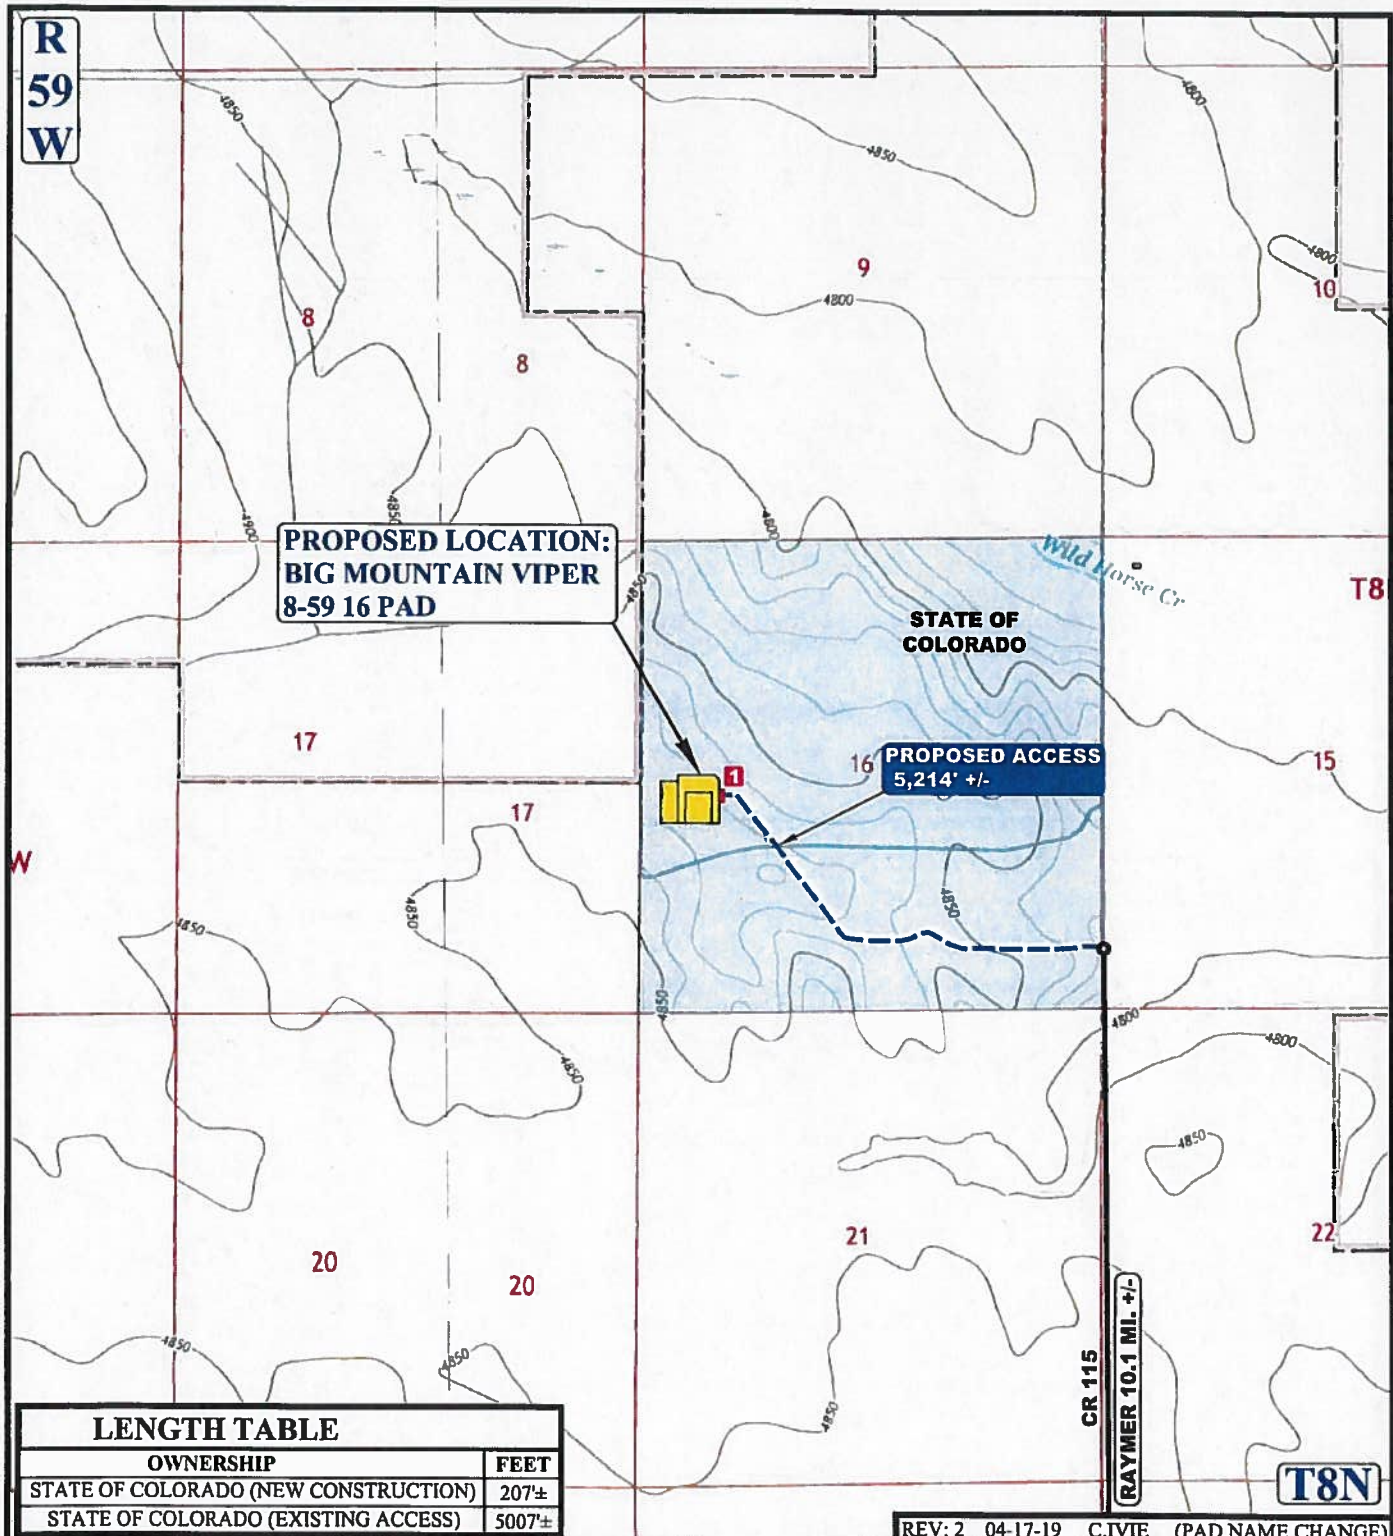 R
59
W
4850
4850
4800
9
4800
10
4800
8
8
4900
4850
PROPOSED LOCATION:
BIG MOUNTAIN VIPER
8-59 16 PAD
4850
4800
Wild Horse Cr
T8
STATE OF
COLORADO
17
16
PROPOSED ACCESS
5,214' +/-
15
1
17
W
4850
4850
4850
4850
4800
4800
4850
4850
21
22
20
20
4850
4850
4850
CR 115
RAYMER 10.1 MI. +/-
T8N
LENGTH TABLE
OWNERSHIP FEET
STATE OF COLORADO (NEW CONSTRUCTION) 207'±
STATE OF COLORADO (EXISTING ACCESS) 5007'±
REV: 2 04-17-19 C.IVIE (PAD NAME CHANGE)